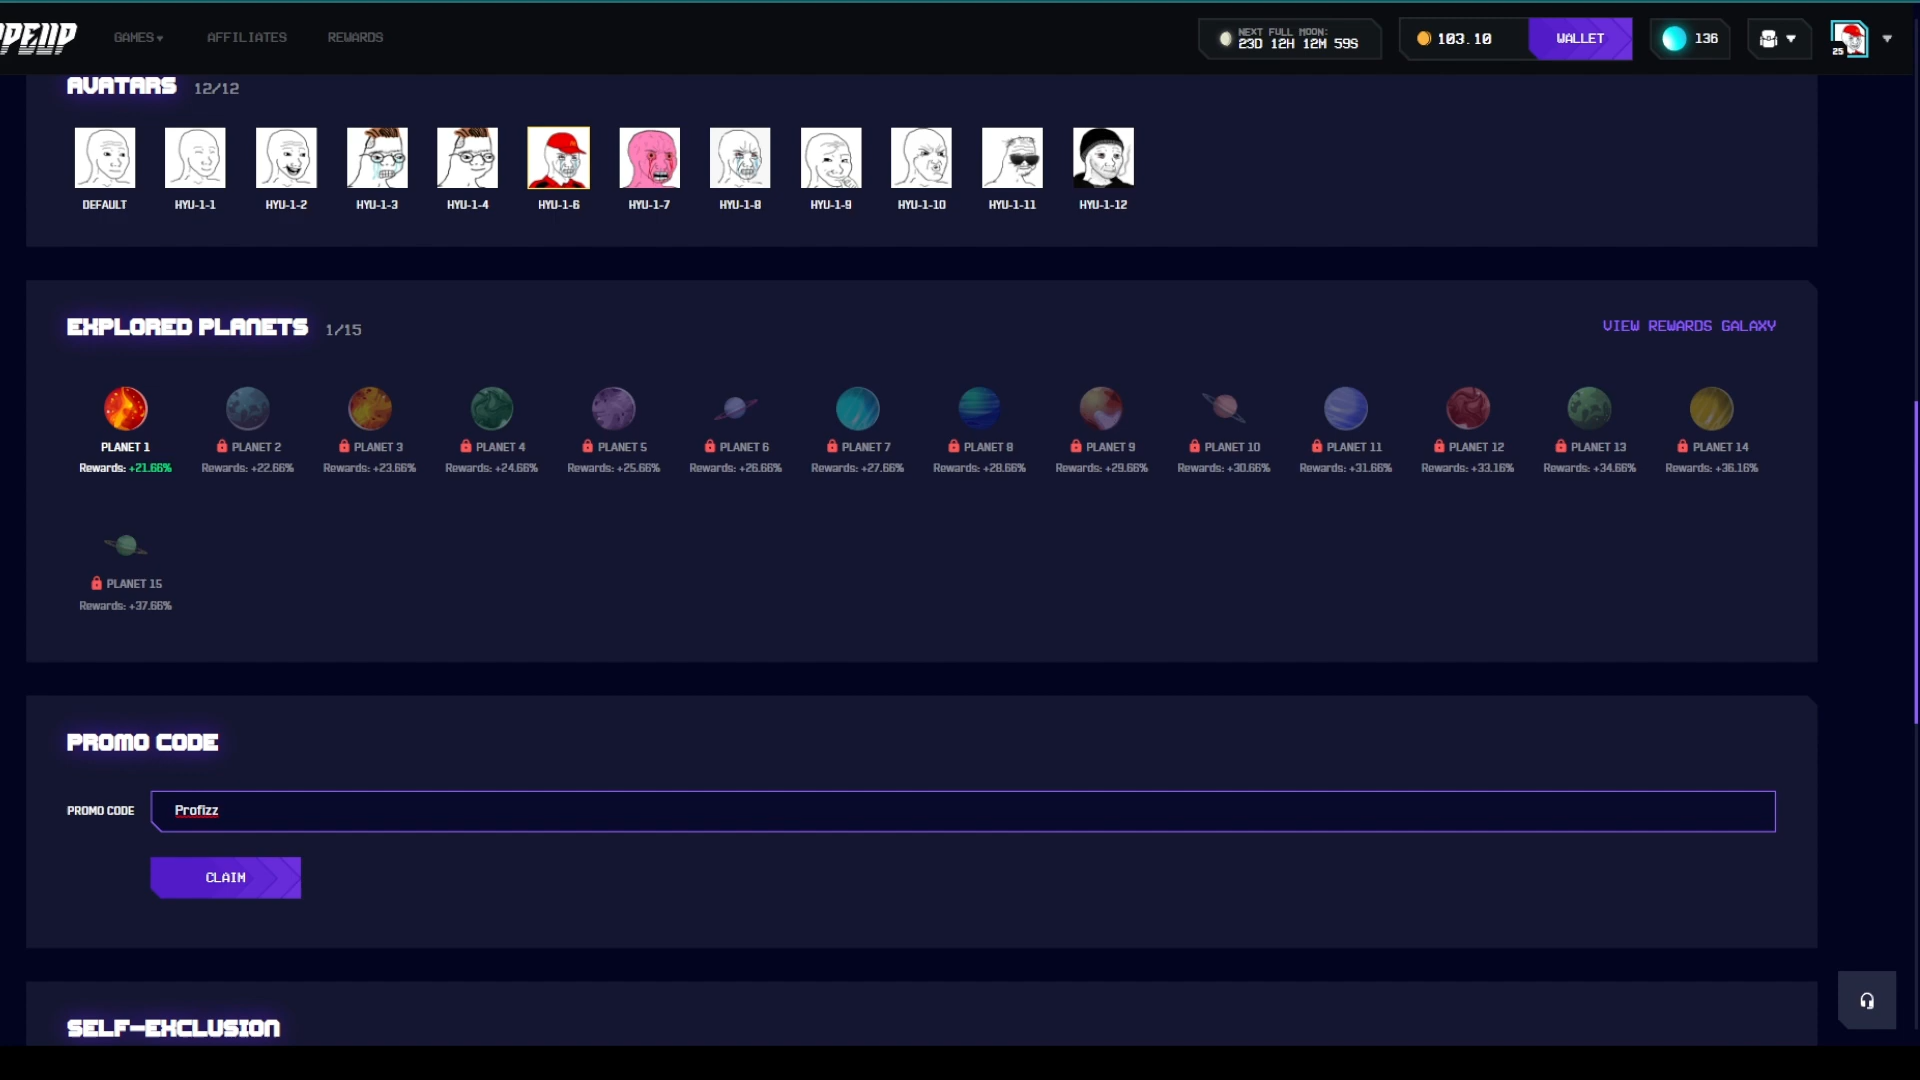 GAMES
AFFILIATES
REWARDS
NEXT FULL MOON:
23D 12H 12M 59S
103.10
WALLET
136
25
AVATARS 12/12
DEFAULT
HYU-1-1
HYU-1-2
HYU-1-3
HYU-1-4
HYU-1-6
HYU-1-7
HYU-1-8
HYU-1-9
HYU-1-10
HYU-1-11
HYU-1-12
EXPLORED PLANETS 1/15
VIEW REWARDS GALAXY
PLANET 1
Rewards: +21.66%
PLANET 2
Rewards: +22.66%
PLANET 3
Rewards: +23.66%
PLANET 4
Rewards: +24.66%
PLANET 5
Rewards: +25.66%
PLANET 6
Rewards: +26.66%
PLANET 7
Rewards: +27.66%
PLANET 8
Rewards: +28.66%
PLANET 9
Rewards: +29.66%
PLANET 10
Rewards: +30.66%
PLANET 11
Rewards: +31.66%
PLANET 12
Rewards: +33.16%
PLANET 13
Rewards: +34.66%
PLANET 14
Rewards: +36.16%
PLANET 15
Rewards: +37.66%
PROMO CODE
PROMO CODE
Profizz
CLAIM
SELF-EXCLUSION